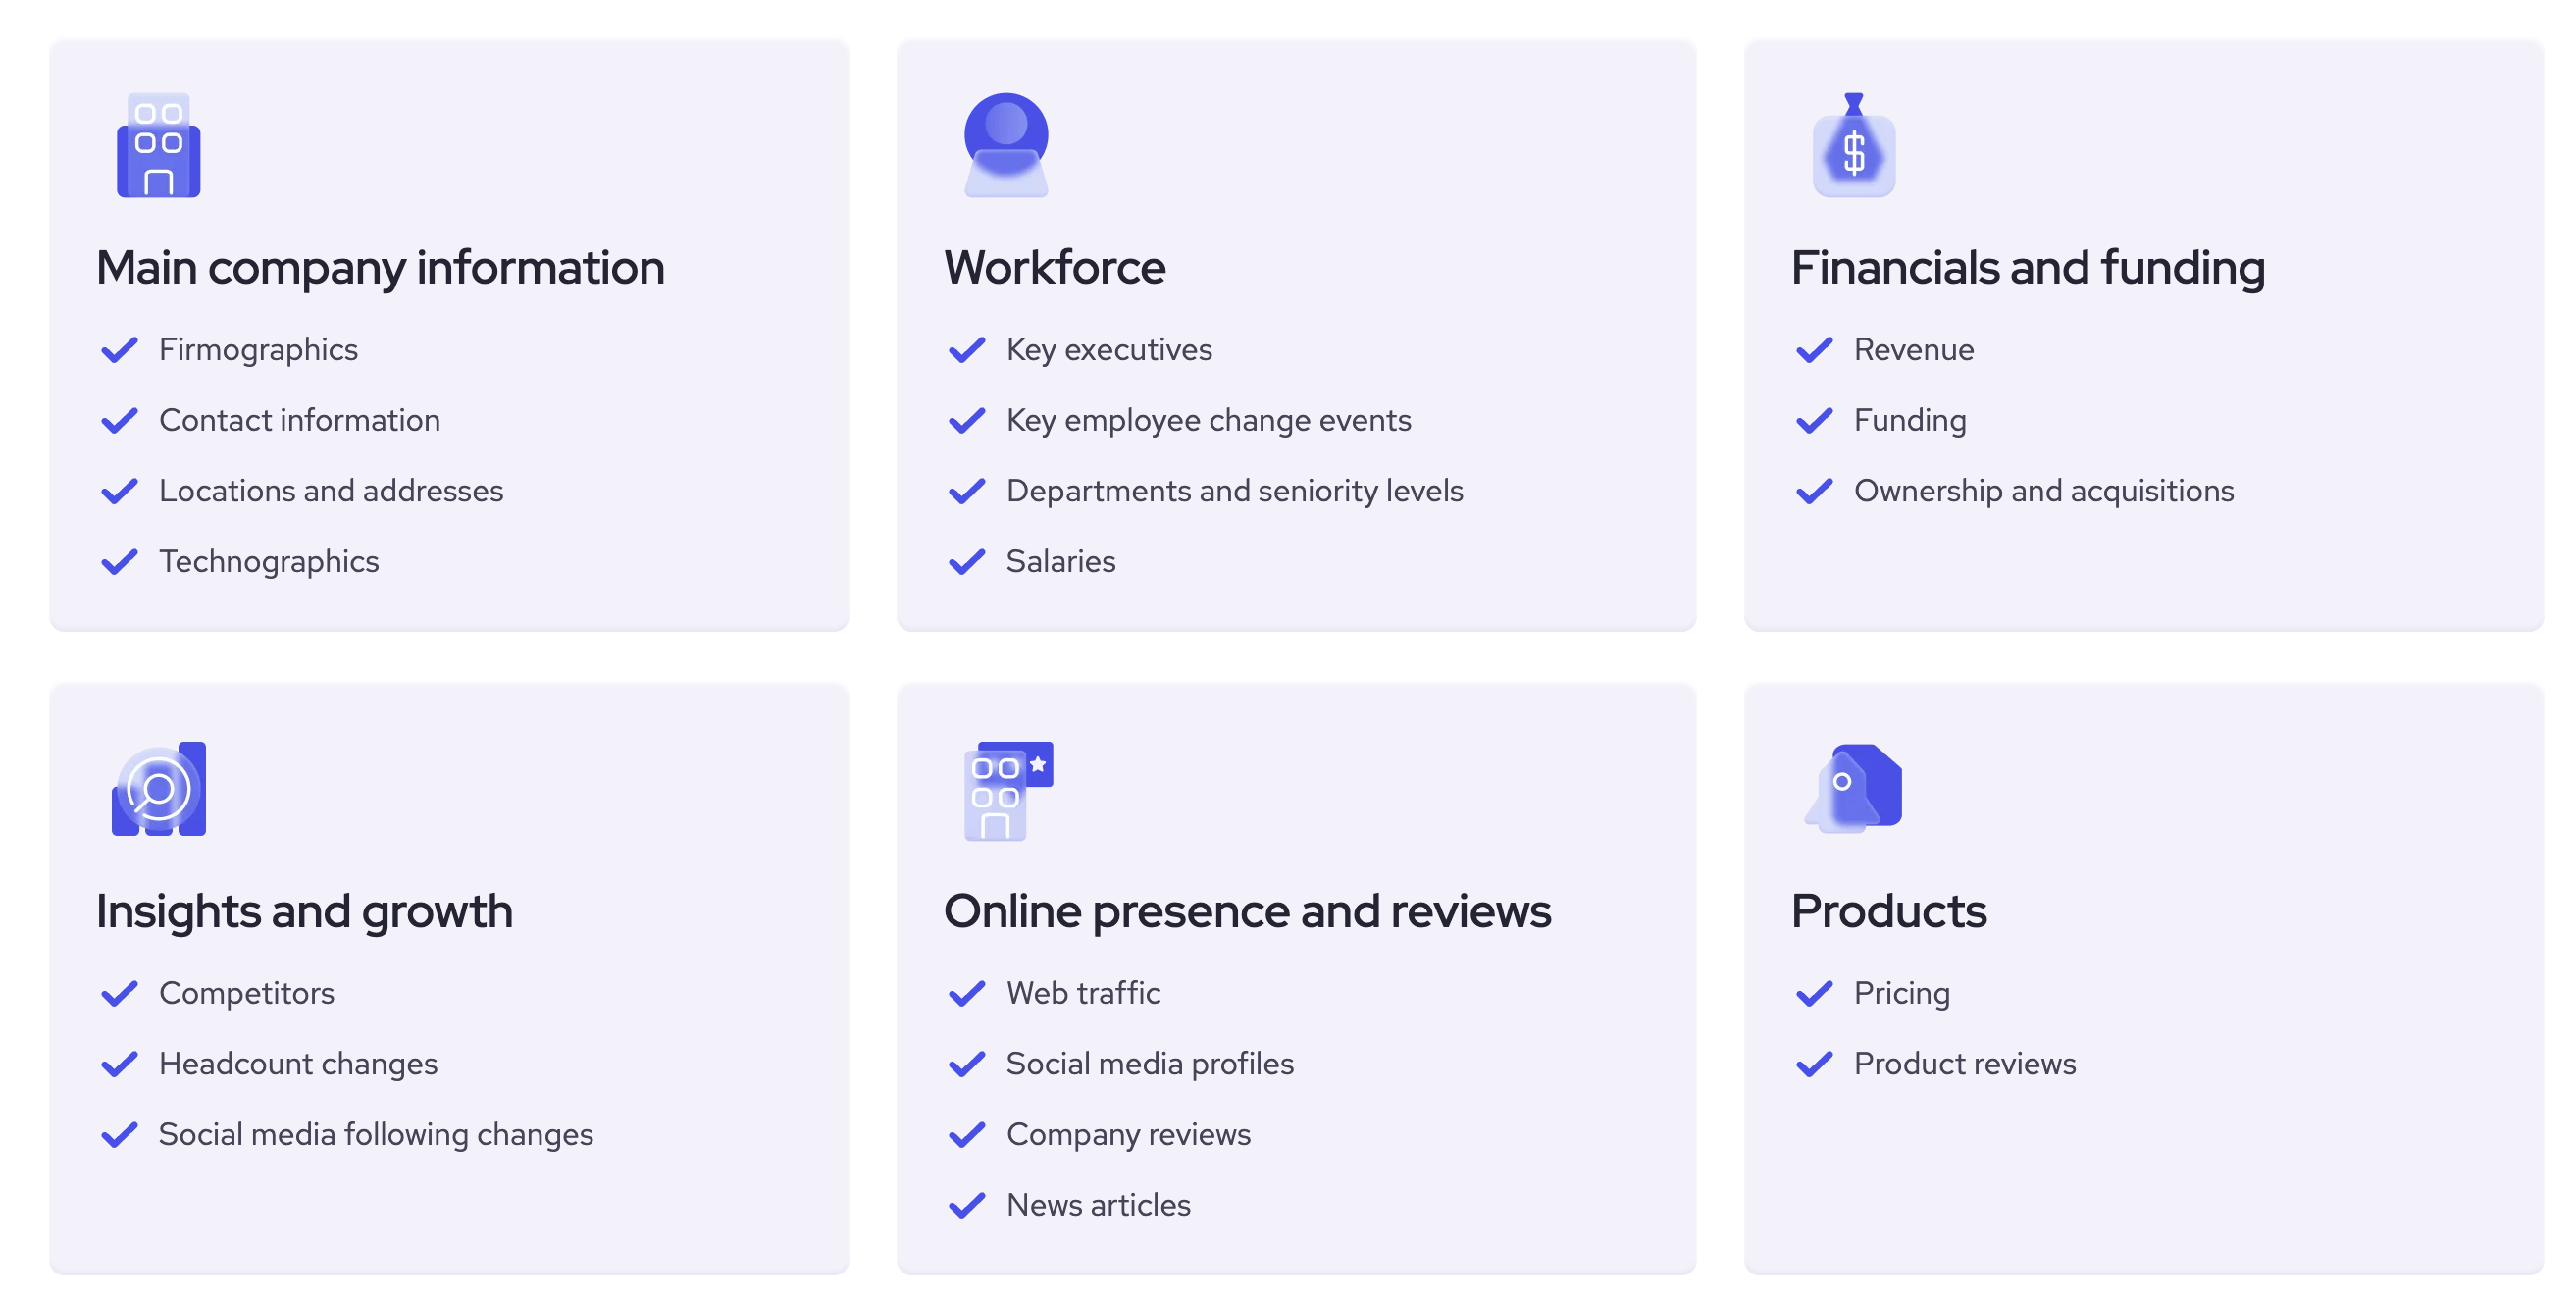 Main company information
Firmographics
Contact information
Locations and addresses
Technographics
Workforce
Key executives
Key employee change events
Departments and seniority levels
Salaries
$
Financials and funding
Revenue
Funding
Ownership and acquisitions
Insights and growth
Competitors
Headcount changes
Social media following changes
Online presence and reviews
Web traffic
Social media profiles
Company reviews
News articles
Products
Pricing
Product reviews